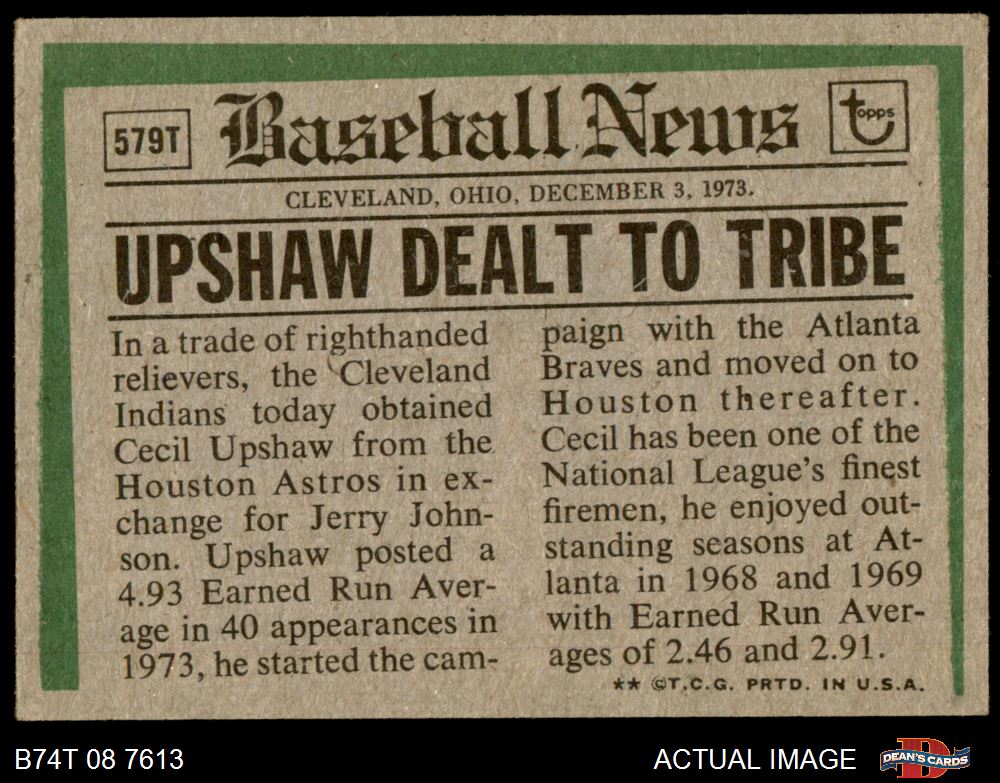 579T
Baseball News
topps
CLEVELAND, OHIO, DECEMBER 3, 1973.
UPSHAW DEALT TO TRIBE
In a trade of righthanded
relievers, the Cleveland
Indians today obtained
Cecil Upshaw from the
Houston Astros in ex-
change for Jerry John-
son. Upshaw posted a
4.93 Earned Run Aver-
age in 40 appearances in
1973, he started the cam-
paign with the Atlanta
Braves and moved on to
Houston thereafter.
Cecil has been one of the
National League's finest
firemen, he enjoyed out-
standing seasons at At-
lanta in 1968 and 1969
with Earned Run Aver-
ages of 2.46 and 2.91.
** ©T.C.G. PRTD. IN U.S.A.
B74T 08 7613
ACTUAL IMAGE
DEAN'S CARDS